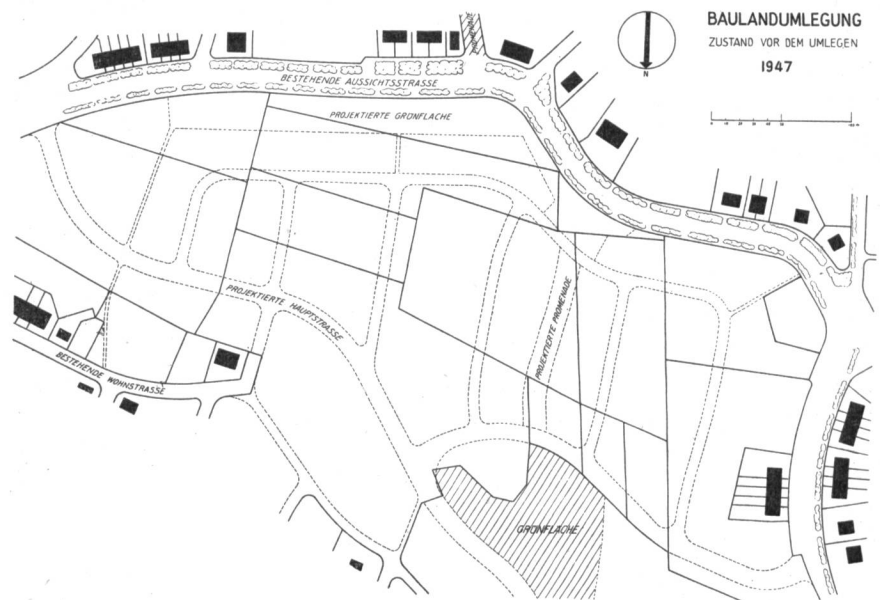 BAULANDUMLEGUNG
ZUSTAND VOR DEM UMLEGEN
1947
N
BESTEHENDE AUSSICHTSSTRASSE
PROJEKTIERTE GRÜNFLÄCHE
PROJEKTIERTE HAUPTSTRASSE
PROJEKTIERTE PROMENADE
BESTEHENDE WOHNSTRASSE
GRÜNFLÄCHE